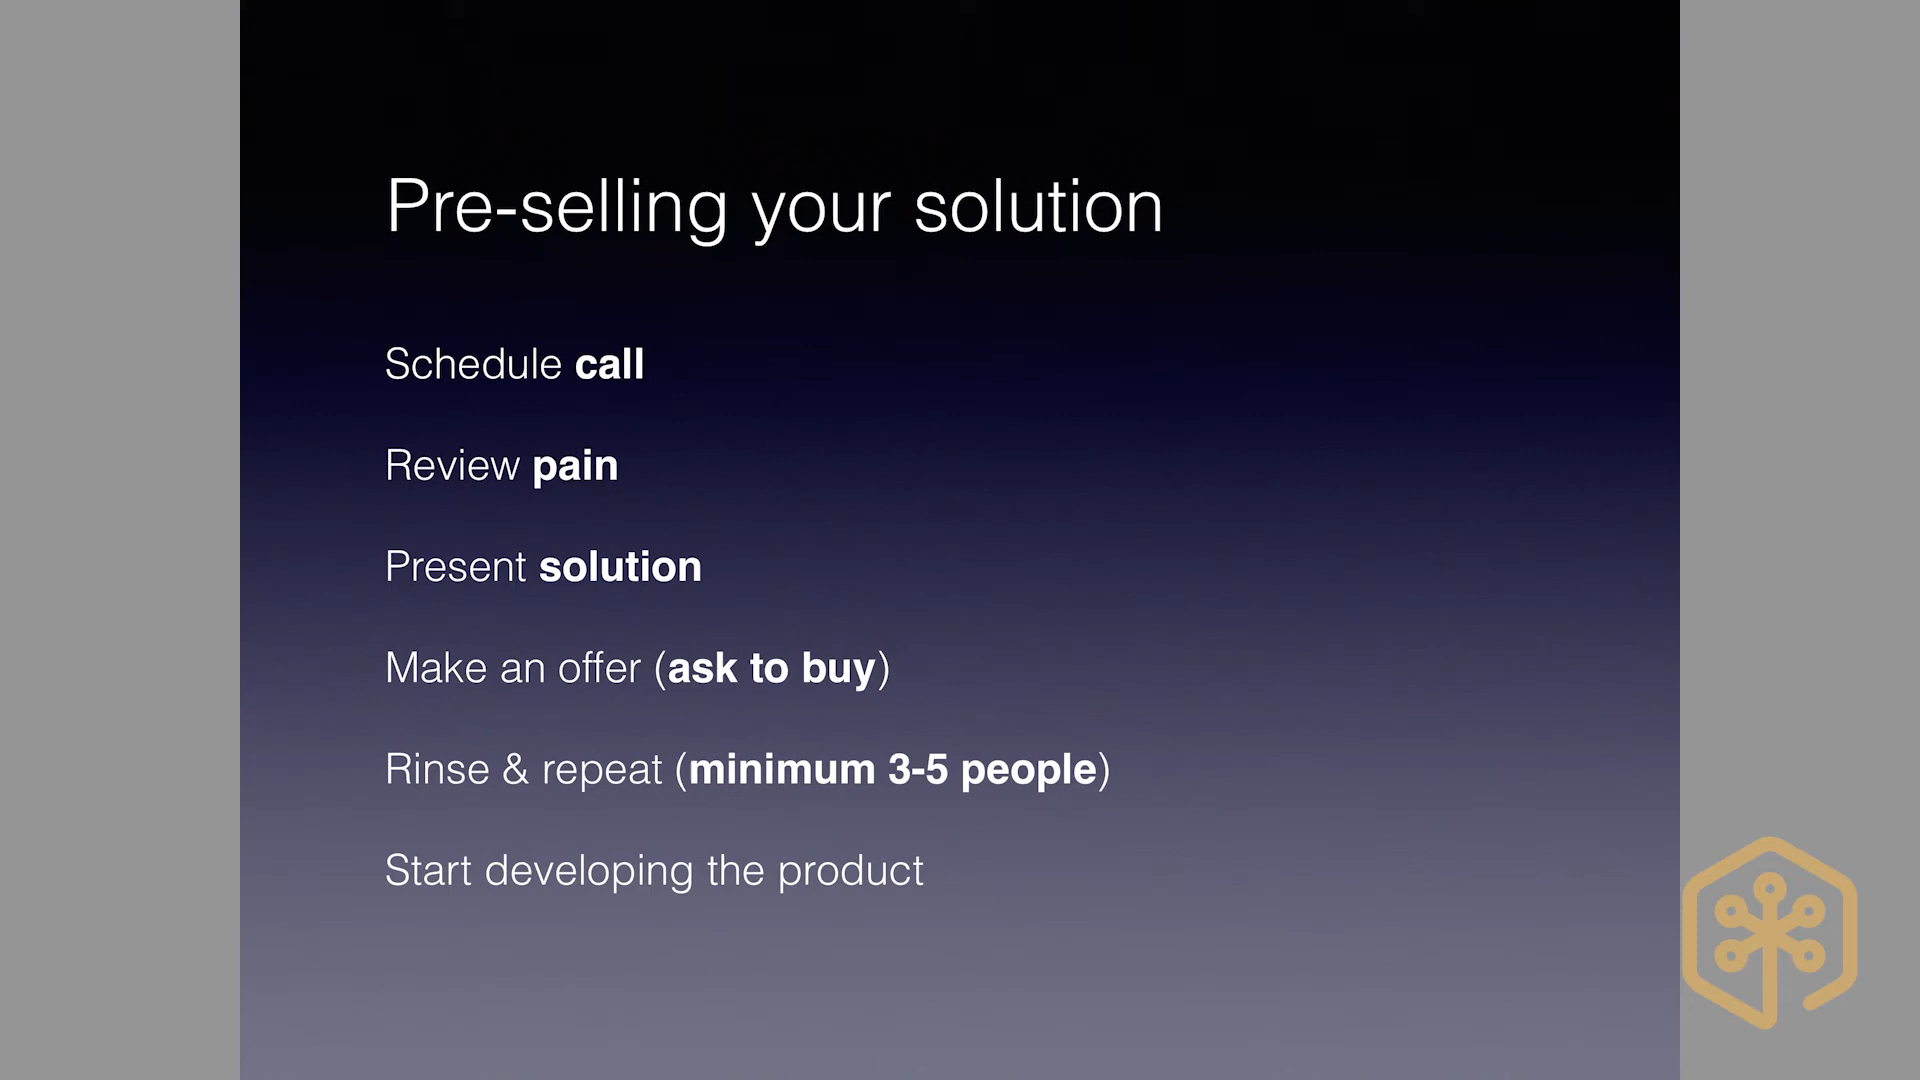 Pre-selling your solution
Schedule call
Review pain
Present solution
Make an offer (ask to buy)
Rinse & repeat (minimum 3-5 people)
Start developing the product